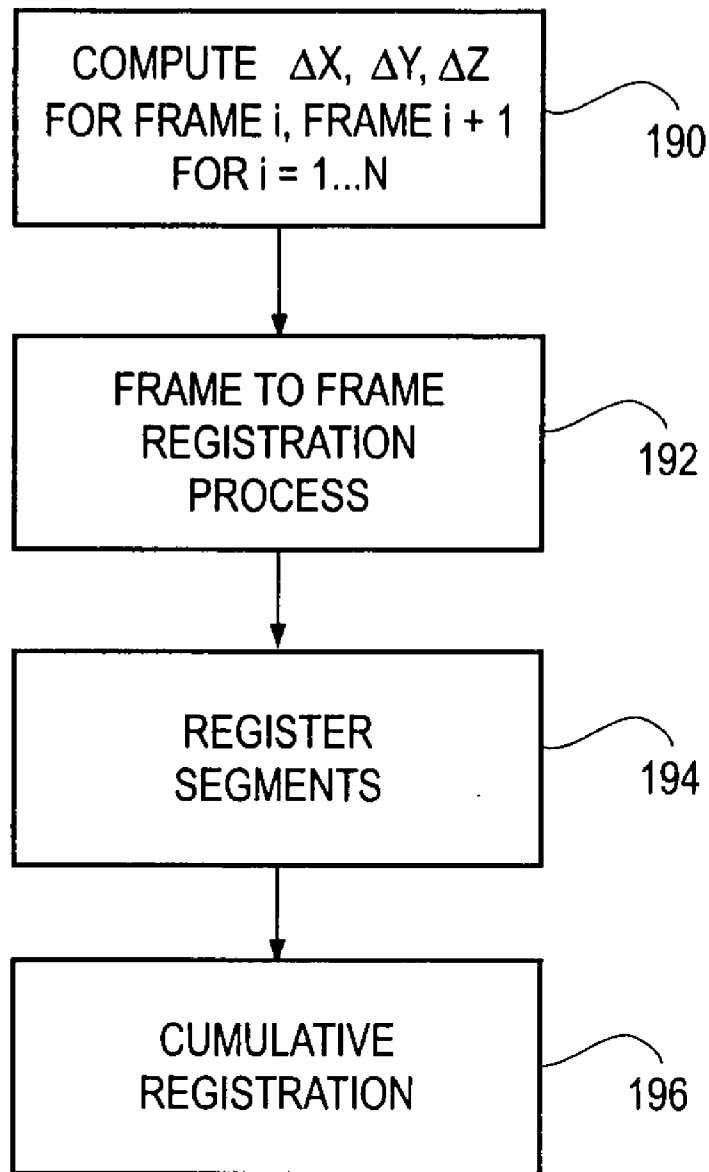 COMPUTE ΔX, ΔY, ΔZ
FOR FRAME i, FRAME i + 1
FOR i = 1...N
190
FRAME TO FRAME
REGISTRATION
PROCESS
192
REGISTER
SEGMENTS
194
CUMULATIVE
REGISTRATION
196